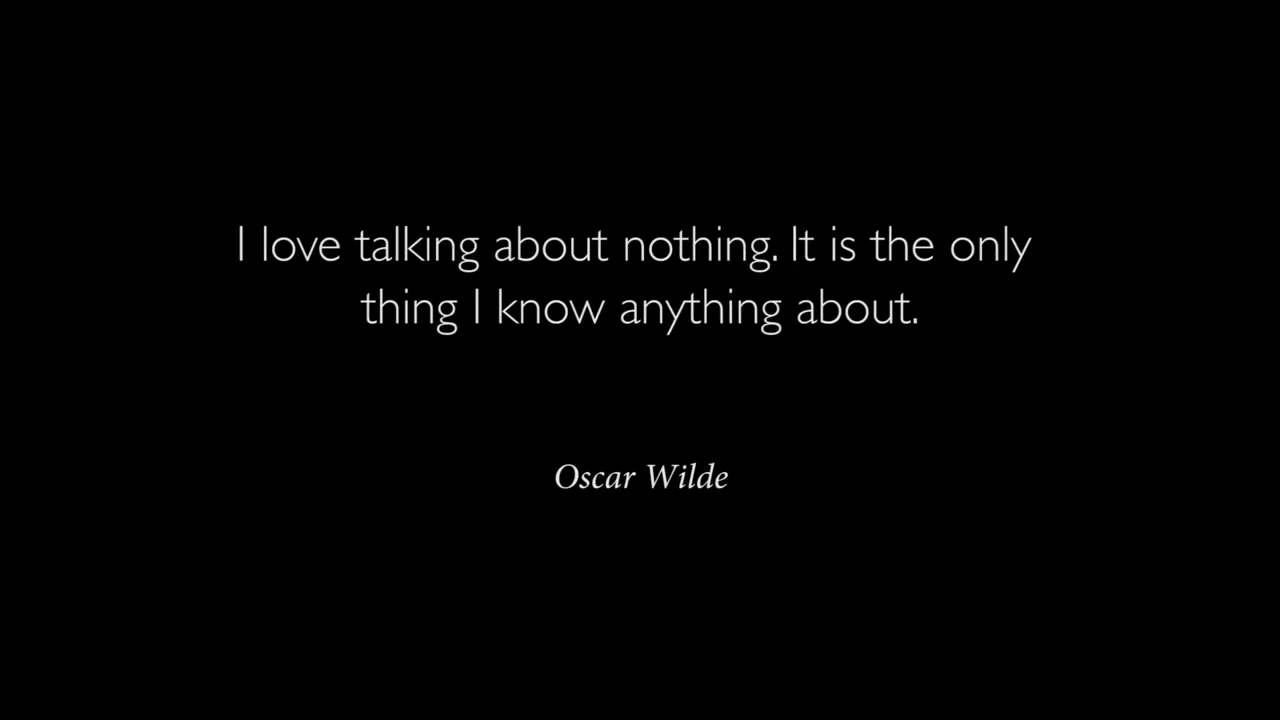 I love talking about nothing. It is the only
thing I know anything about.
Oscar Wilde